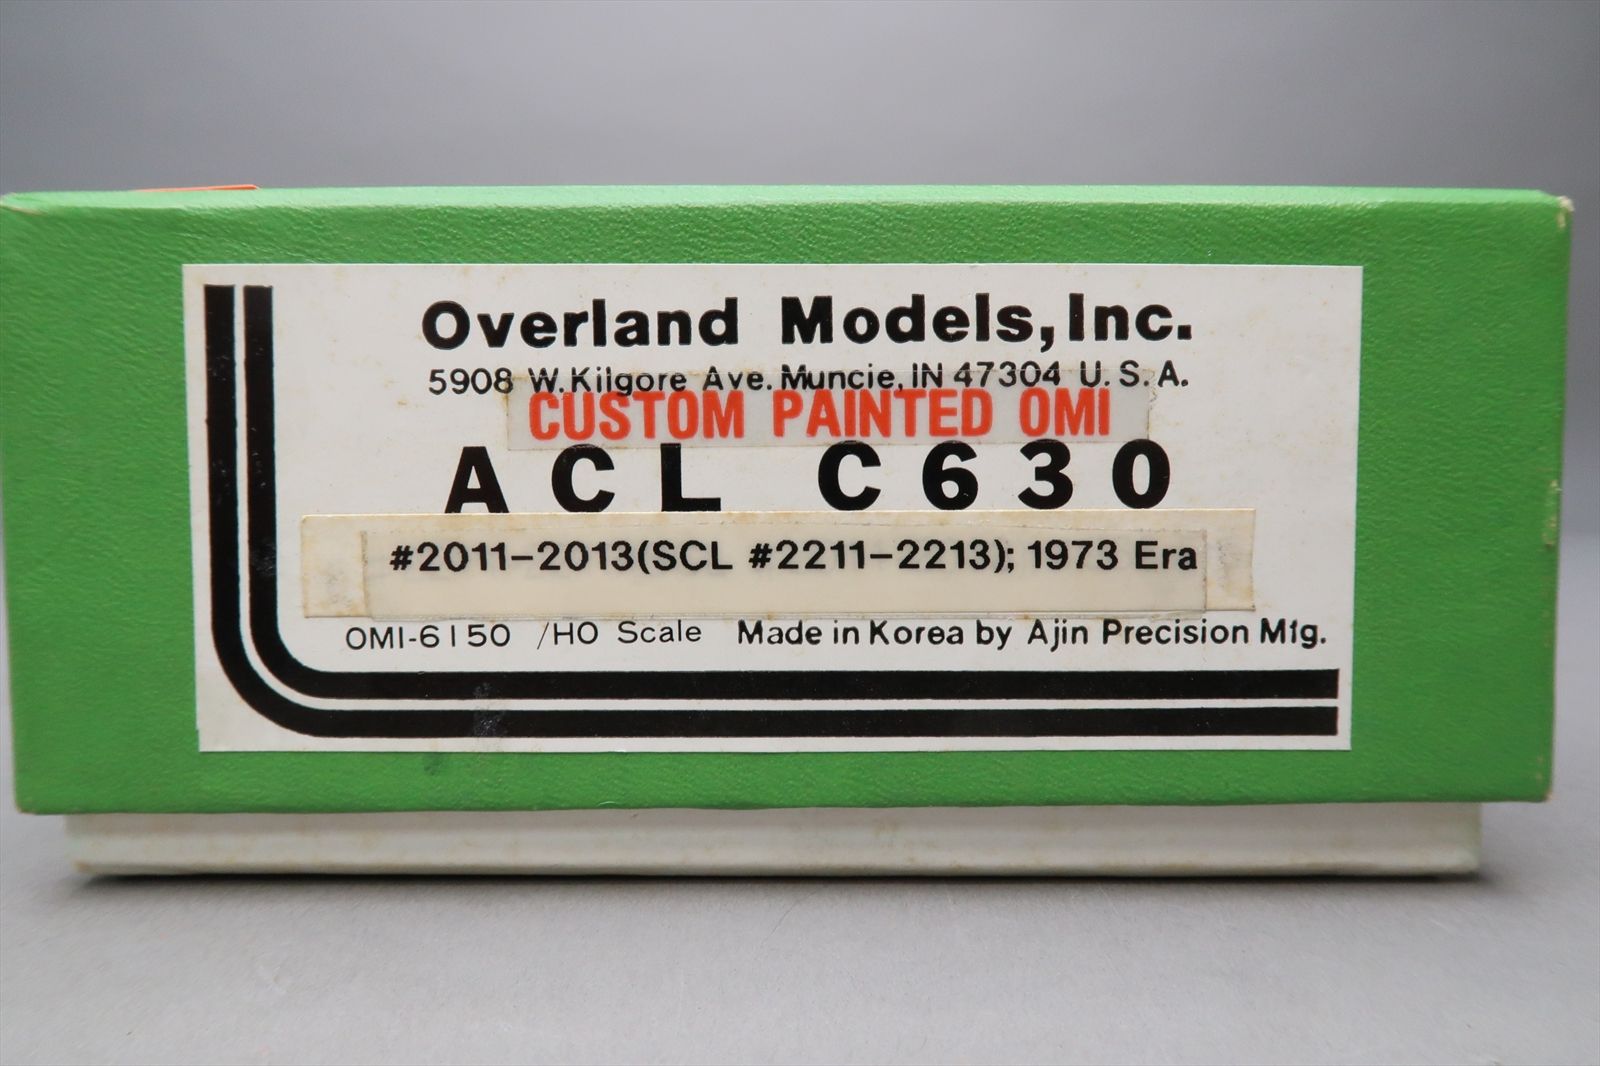 Overland Models, Inc.
5908 W. Kilgore Ave. Muncie, IN 47304 U. S. A.
CUSTOM PAINTED OMI
ACL C630
#2011-2013(SCL #2211-2213); 1973 Era
OMI-6150 /HO Scale Made in Korea by Ajin Precision Mfg.